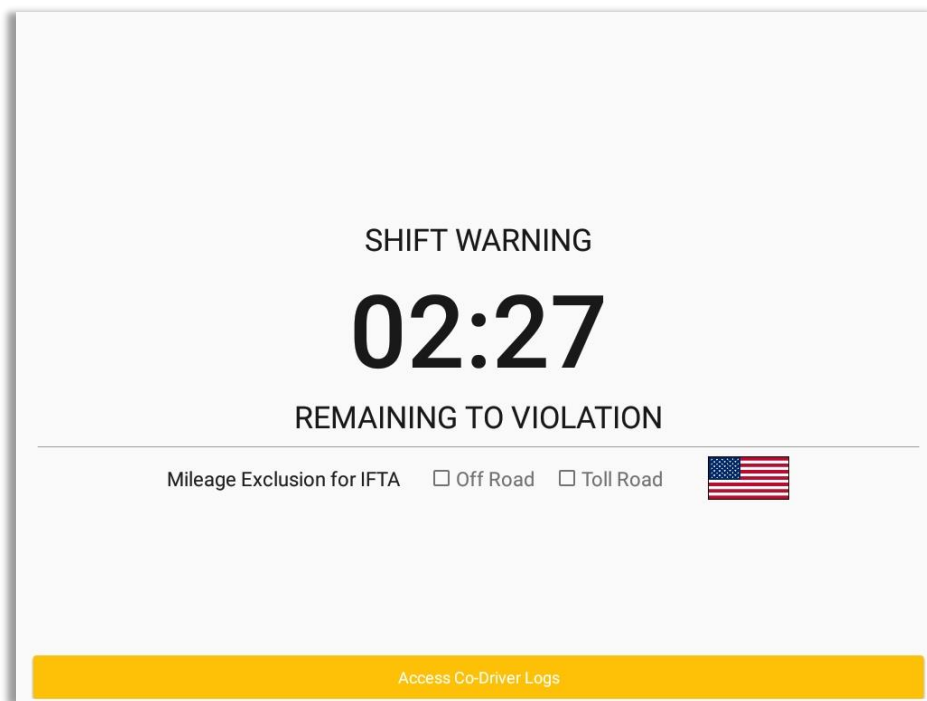 SHIFT WARNING
02:27
REMAINING TO VIOLATION
Mileage Exclusion for IFTA Off Road Toll Road
Access Co-Driver Logs